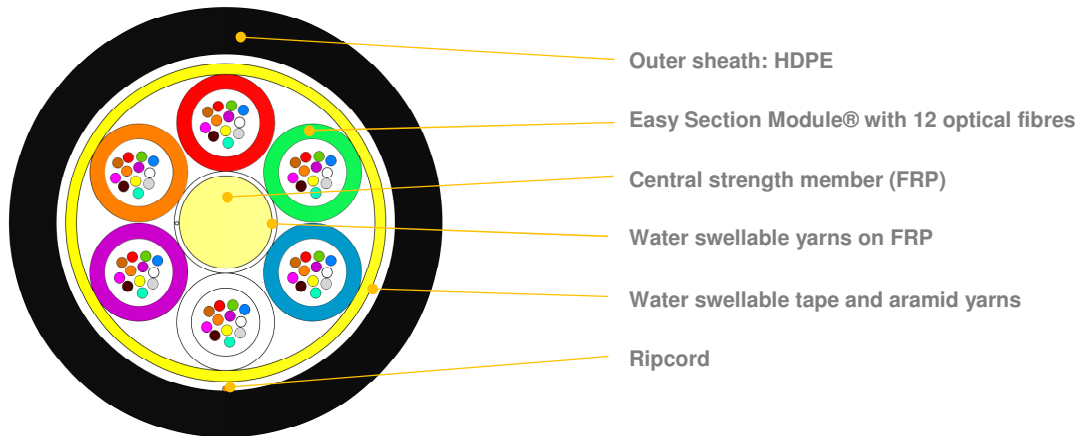 Outer sheath: HDPE
Easy Section Module® with 12 optical fibres
Central strength member (FRP)
Water swellable yarns on FRP
Water swellable tape and aramid yarns
Ripcord